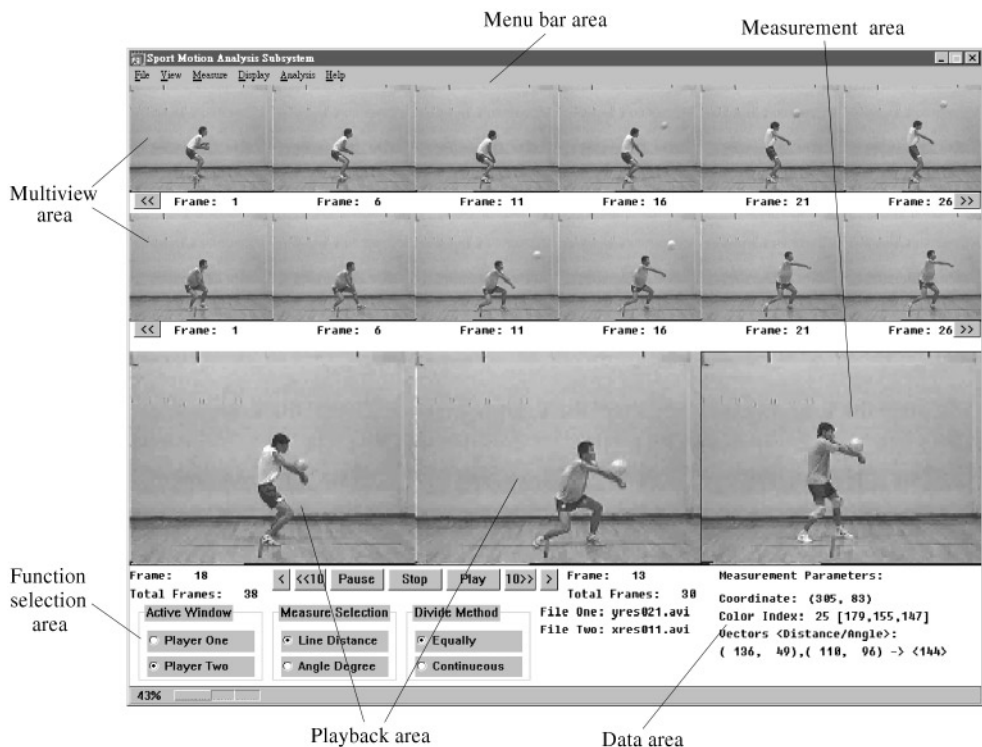 Menu bar area
Measurement area
Sport Motion Analysis Subsystem
File View Measure Display Analysis Help
Multiview area
<< Frame: 1 Frame: 6 Frame: 11 Frame: 16 Frame: 21 Frame: 26 >>
<< Frame: 1 Frame: 6 Frame: 11 Frame: 16 Frame: 21 Frame: 26 >>
Function selection area
Frame: 18
Total Frames: 38
< <<10 Pause Stop Play 10>> >
Frame: 13
Total Frames: 30
File One: yres021.avi
File Two: xres011.avi
Active Window
Player One
Player Two
Measure Selection
Line Distance
Angle Degree
Divide Method
Equally
Continueous
Measurement Parameters:
Coordinate: (305, 83)
Color Index: 25 [179,155,147]
Vectors <Distance/Angle>:
( 136, 49),( 110, 96) -> <144>
43%
Playback area
Data area